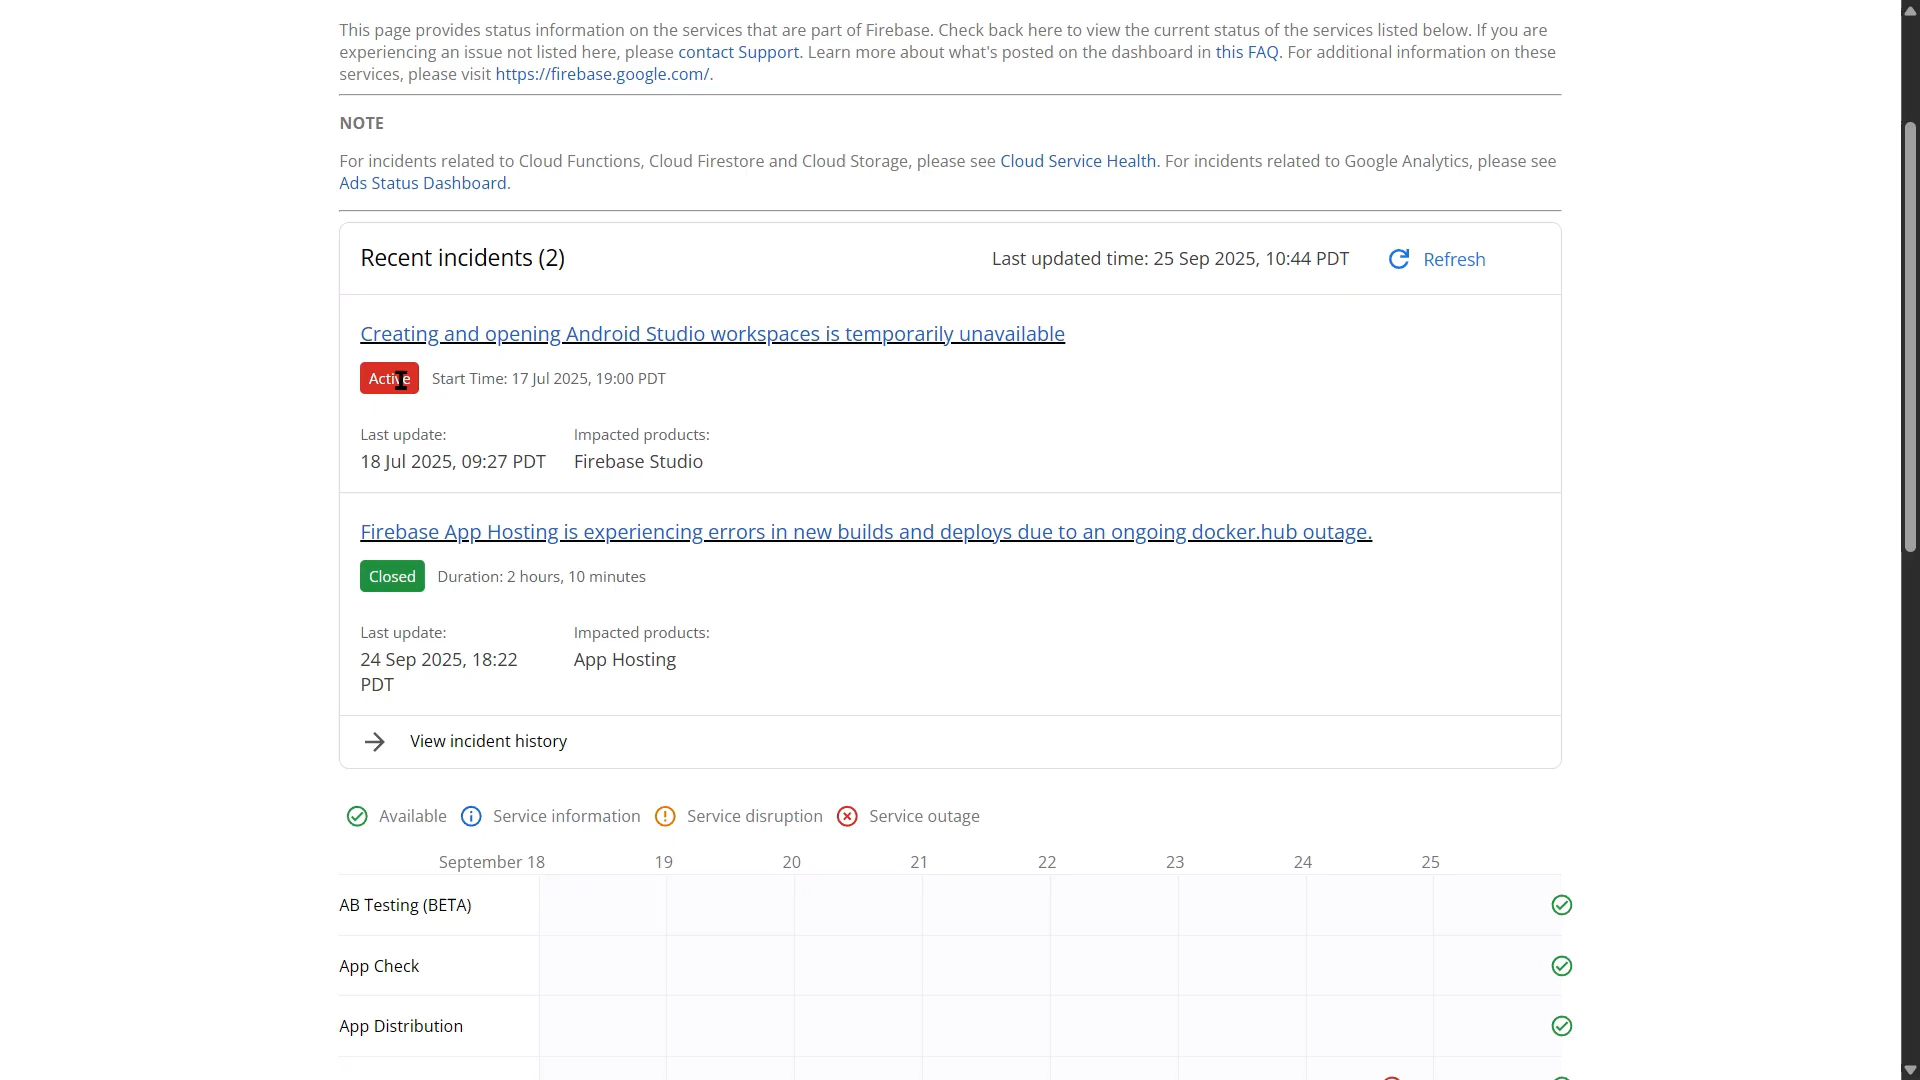 This page provides status information on the services that are part of Firebase. Check back here to view the current status of the services listed below. If you are
experiencing an issue not listed here, please contact Support. Learn more about what's posted on the dashboard in this FAQ. For additional information on these
services, please visit https://firebase.google.com/.
NOTE
For incidents related to Cloud Functions, Cloud Firestore and Cloud Storage, please see Cloud Service Health. For incidents related to Google Analytics, please see
Ads Status Dashboard.
Recent incidents (2)
Last updated time: 25 Sep 2025, 10:44 PDT
Refresh
Creating and opening Android Studio workspaces is temporarily unavailable
Active
Start Time: 17 Jul 2025, 19:00 PDT
Last update:
Impacted products:
18 Jul 2025, 09:27 PDT
Firebase Studio
Firebase App Hosting is experiencing errors in new builds and deploys due to an ongoing docker.hub outage.
Closed
Duration: 2 hours, 10 minutes
Last update:
Impacted products:
24 Sep 2025, 18:22
PDT
App Hosting
View incident history
Available
Service information
Service disruption
Service outage
September 18 19 20 21 22 23 24 25
AB Testing (BETA)
App Check
App Distribution